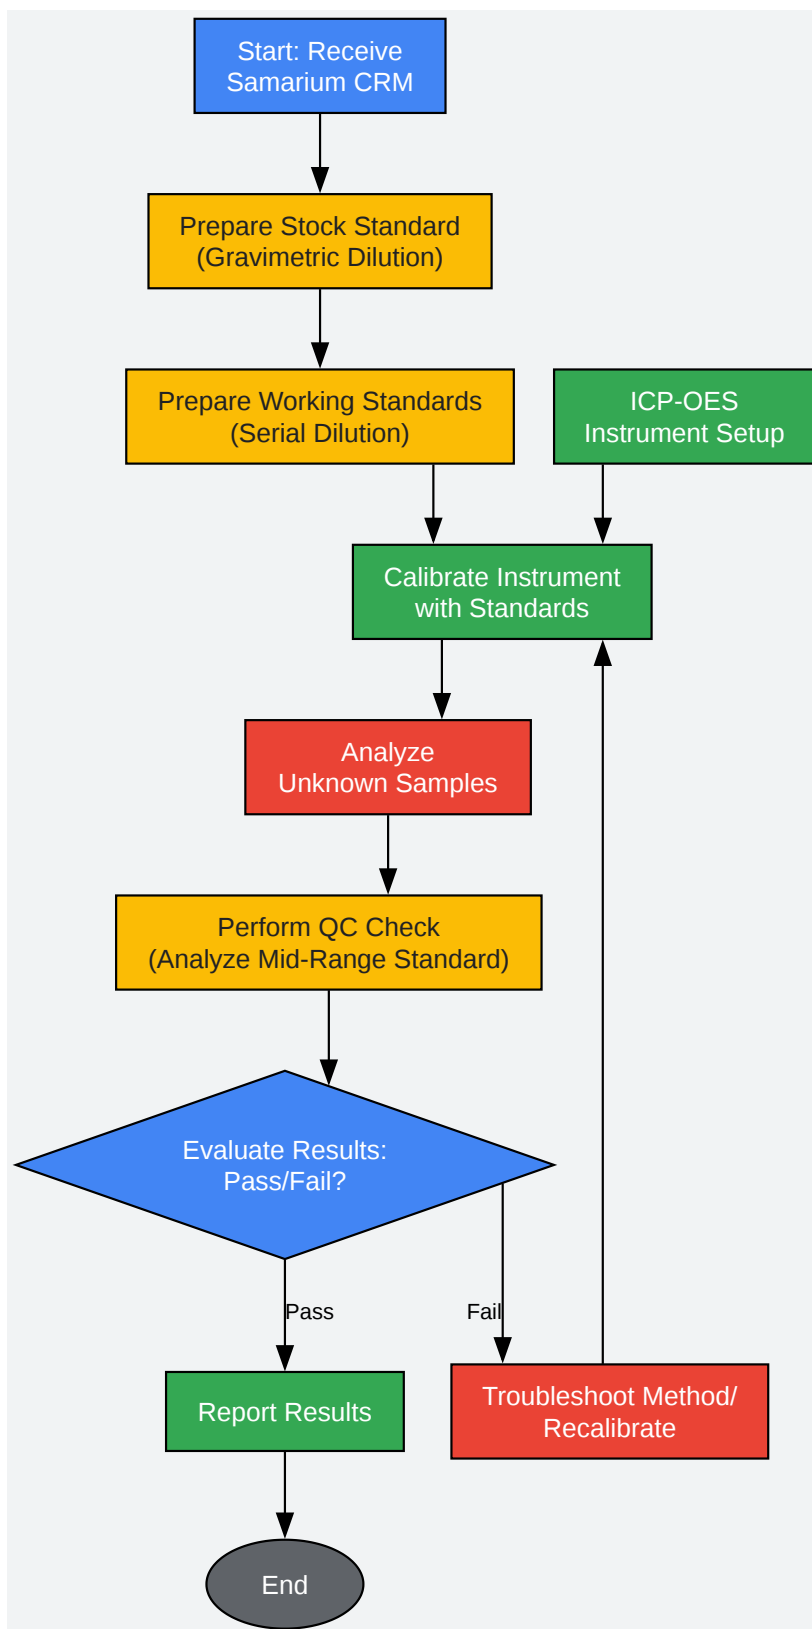 Start: Receive
Samarium CRM
Prepare Stock Standard
(Gravimetric Dilution)
Prepare Working Standards
(Serial Dilution)
ICP-OES
Instrument Setup
Calibrate Instrument
with Standards
Analyze
Unknown Samples
Perform QC Check
(Analyze Mid-Range Standard)
Evaluate Results:
Pass/Fail?
Pass
Fail
Report Results
Troubleshoot Method/
Recalibrate
End